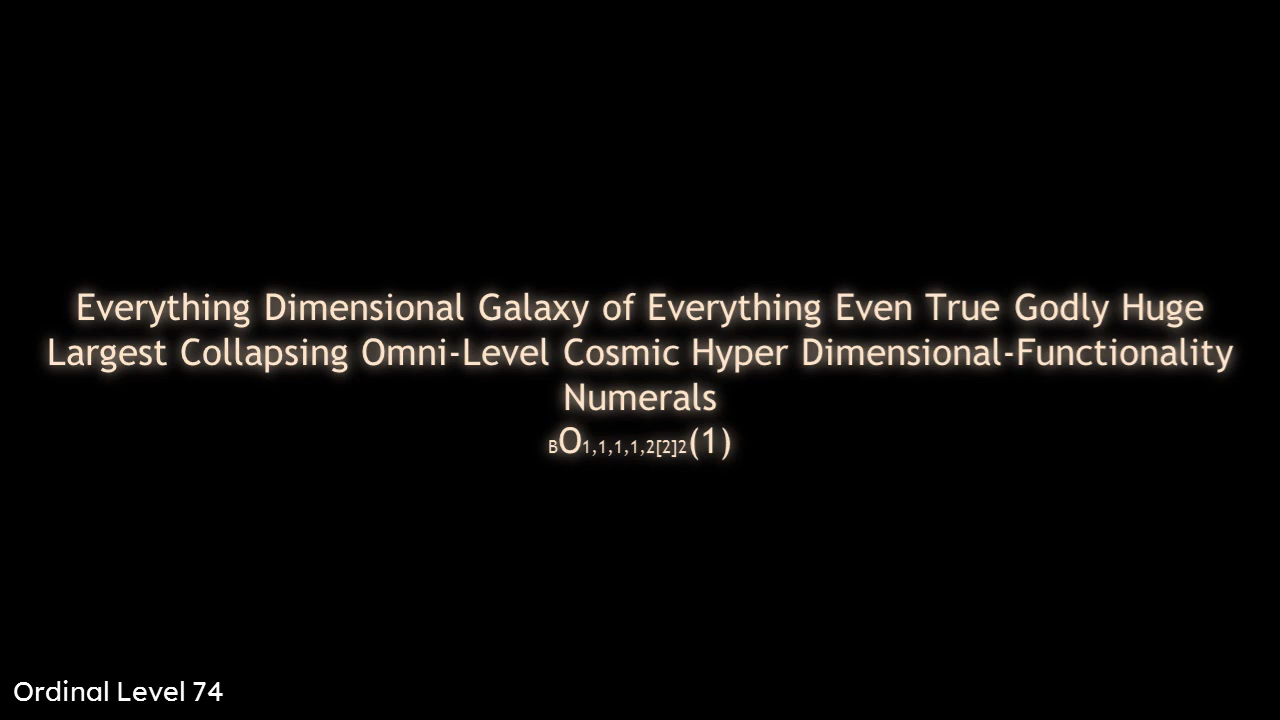 Everything Dimensional Galaxy of Everything Even True Godly Huge
Largest Collapsing Omni-Level Cosmic Hyper Dimensional-Functionality
Numerals
BO1,1,1,1,2[2]2(1)
Ordinal Level 74